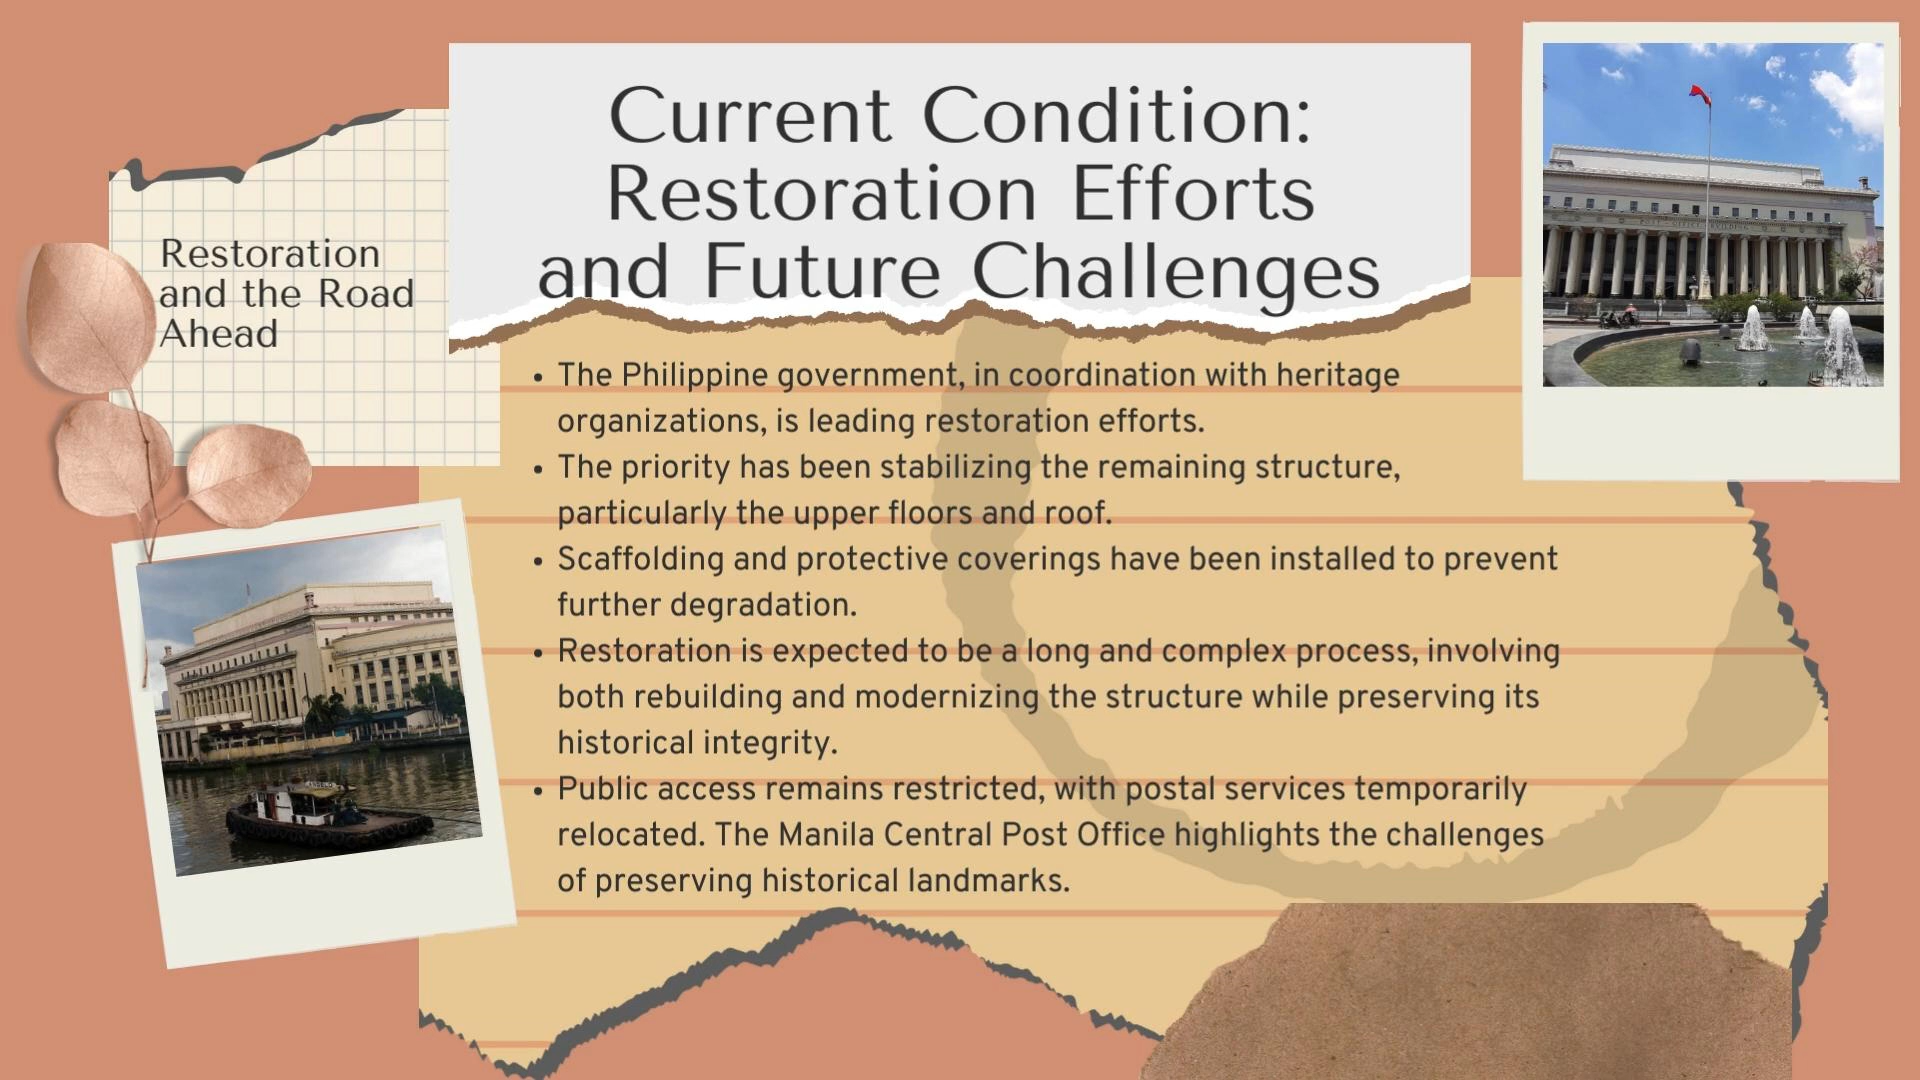 Current Condition:
Restoration Efforts
and Future Challenges
Restoration
and the Road
Ahead
• The Philippine government, in coordination with heritage
organizations, is leading restoration efforts.
• The priority has been stabilizing the remaining structure,
particularly the upper floors and roof.
• Scaffolding and protective coverings have been installed to prevent
further degradation.
• Restoration is expected to be a long and complex process, involving
both rebuilding and modernizing the structure while preserving its
historical integrity.
• Public access remains restricted, with postal services temporarily
relocated. The Manila Central Post Office highlights the challenges
of preserving historical landmarks.
POST OFFICE BUILDING